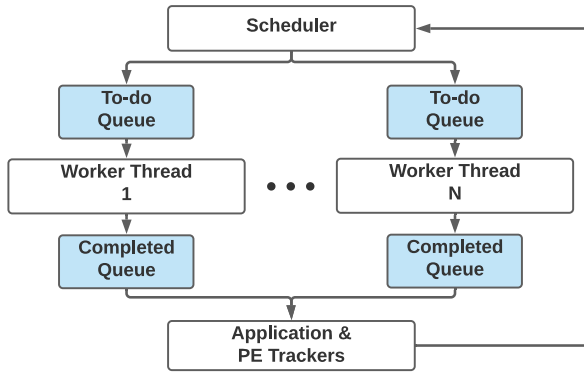 Scheduler
To-do
Queue
To-do
Queue
Worker Thread
1
Worker Thread
N
Completed
Queue
Completed
Queue
Application &
PE Trackers